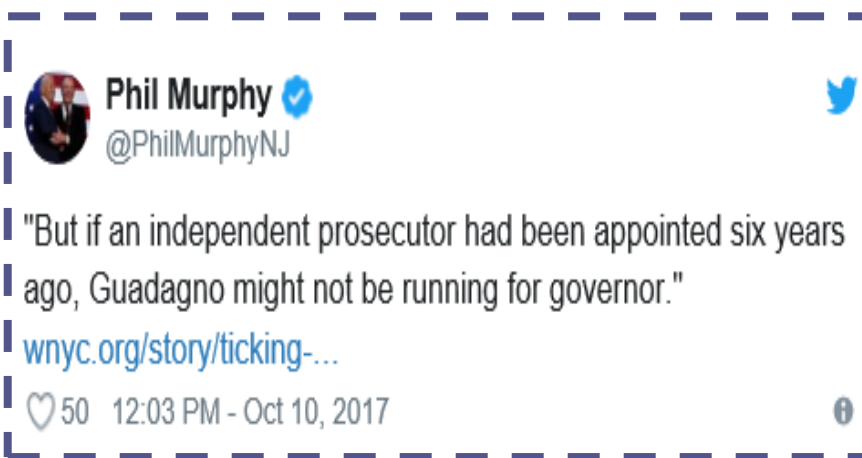 Phil Murphy
@PhilMurphyNJ
"But if an independent prosecutor had been appointed six years
ago, Guadagno might not be running for governor."
wnyc.org/story/ticking-...
50 12:03 PM - Oct 10, 2017